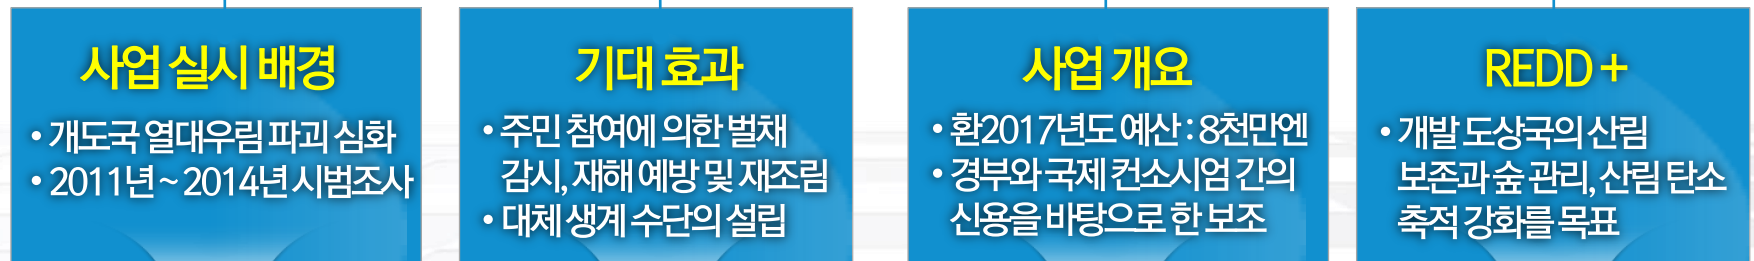 사업 실시 배경
• 개도국 열대우림 파괴 심화
• 2011년 ~ 2014년 시범조사
기대 효과
• 주민 참여에 의한 벌채
감시, 재해 예방 및 재조림
• 대체 생계 수단의 설립
사업 개요
• 환2017년도 예산 : 8천만엔
• 경부와 국제 컨소시엄 간의
신용을 바탕으로 한 보조
REDD +
• 개발 도상국의 산림
보존과 숲 관리, 산림 탄소
축적 강화를 목표